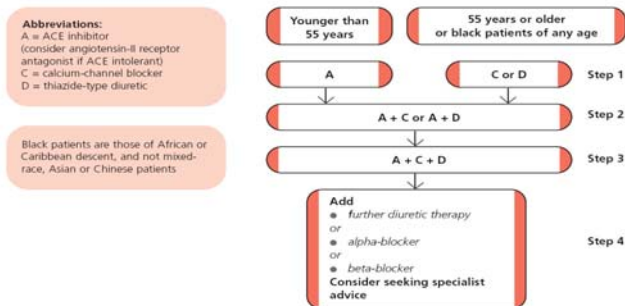 Abbreviations:
A = ACE inhibitor
(consider angiotensin-II receptor
antagonist if ACE intolerant)
C = calcium-channel blocker
D = thiazide-type diuretic
Black patients are those of African or
Caribbean descent, and not mixed-
race, Asian or Chinese patients
Younger than
55 years
55 years or older
or black patients of any age
A
C or D
Step 1
A + C or A + D
Step 2
A + C + D
Step 3
Add
• further diuretic therapy
or
• alpha-blocker
or
• beta-blocker
Consider seeking specialist
advice
Step 4